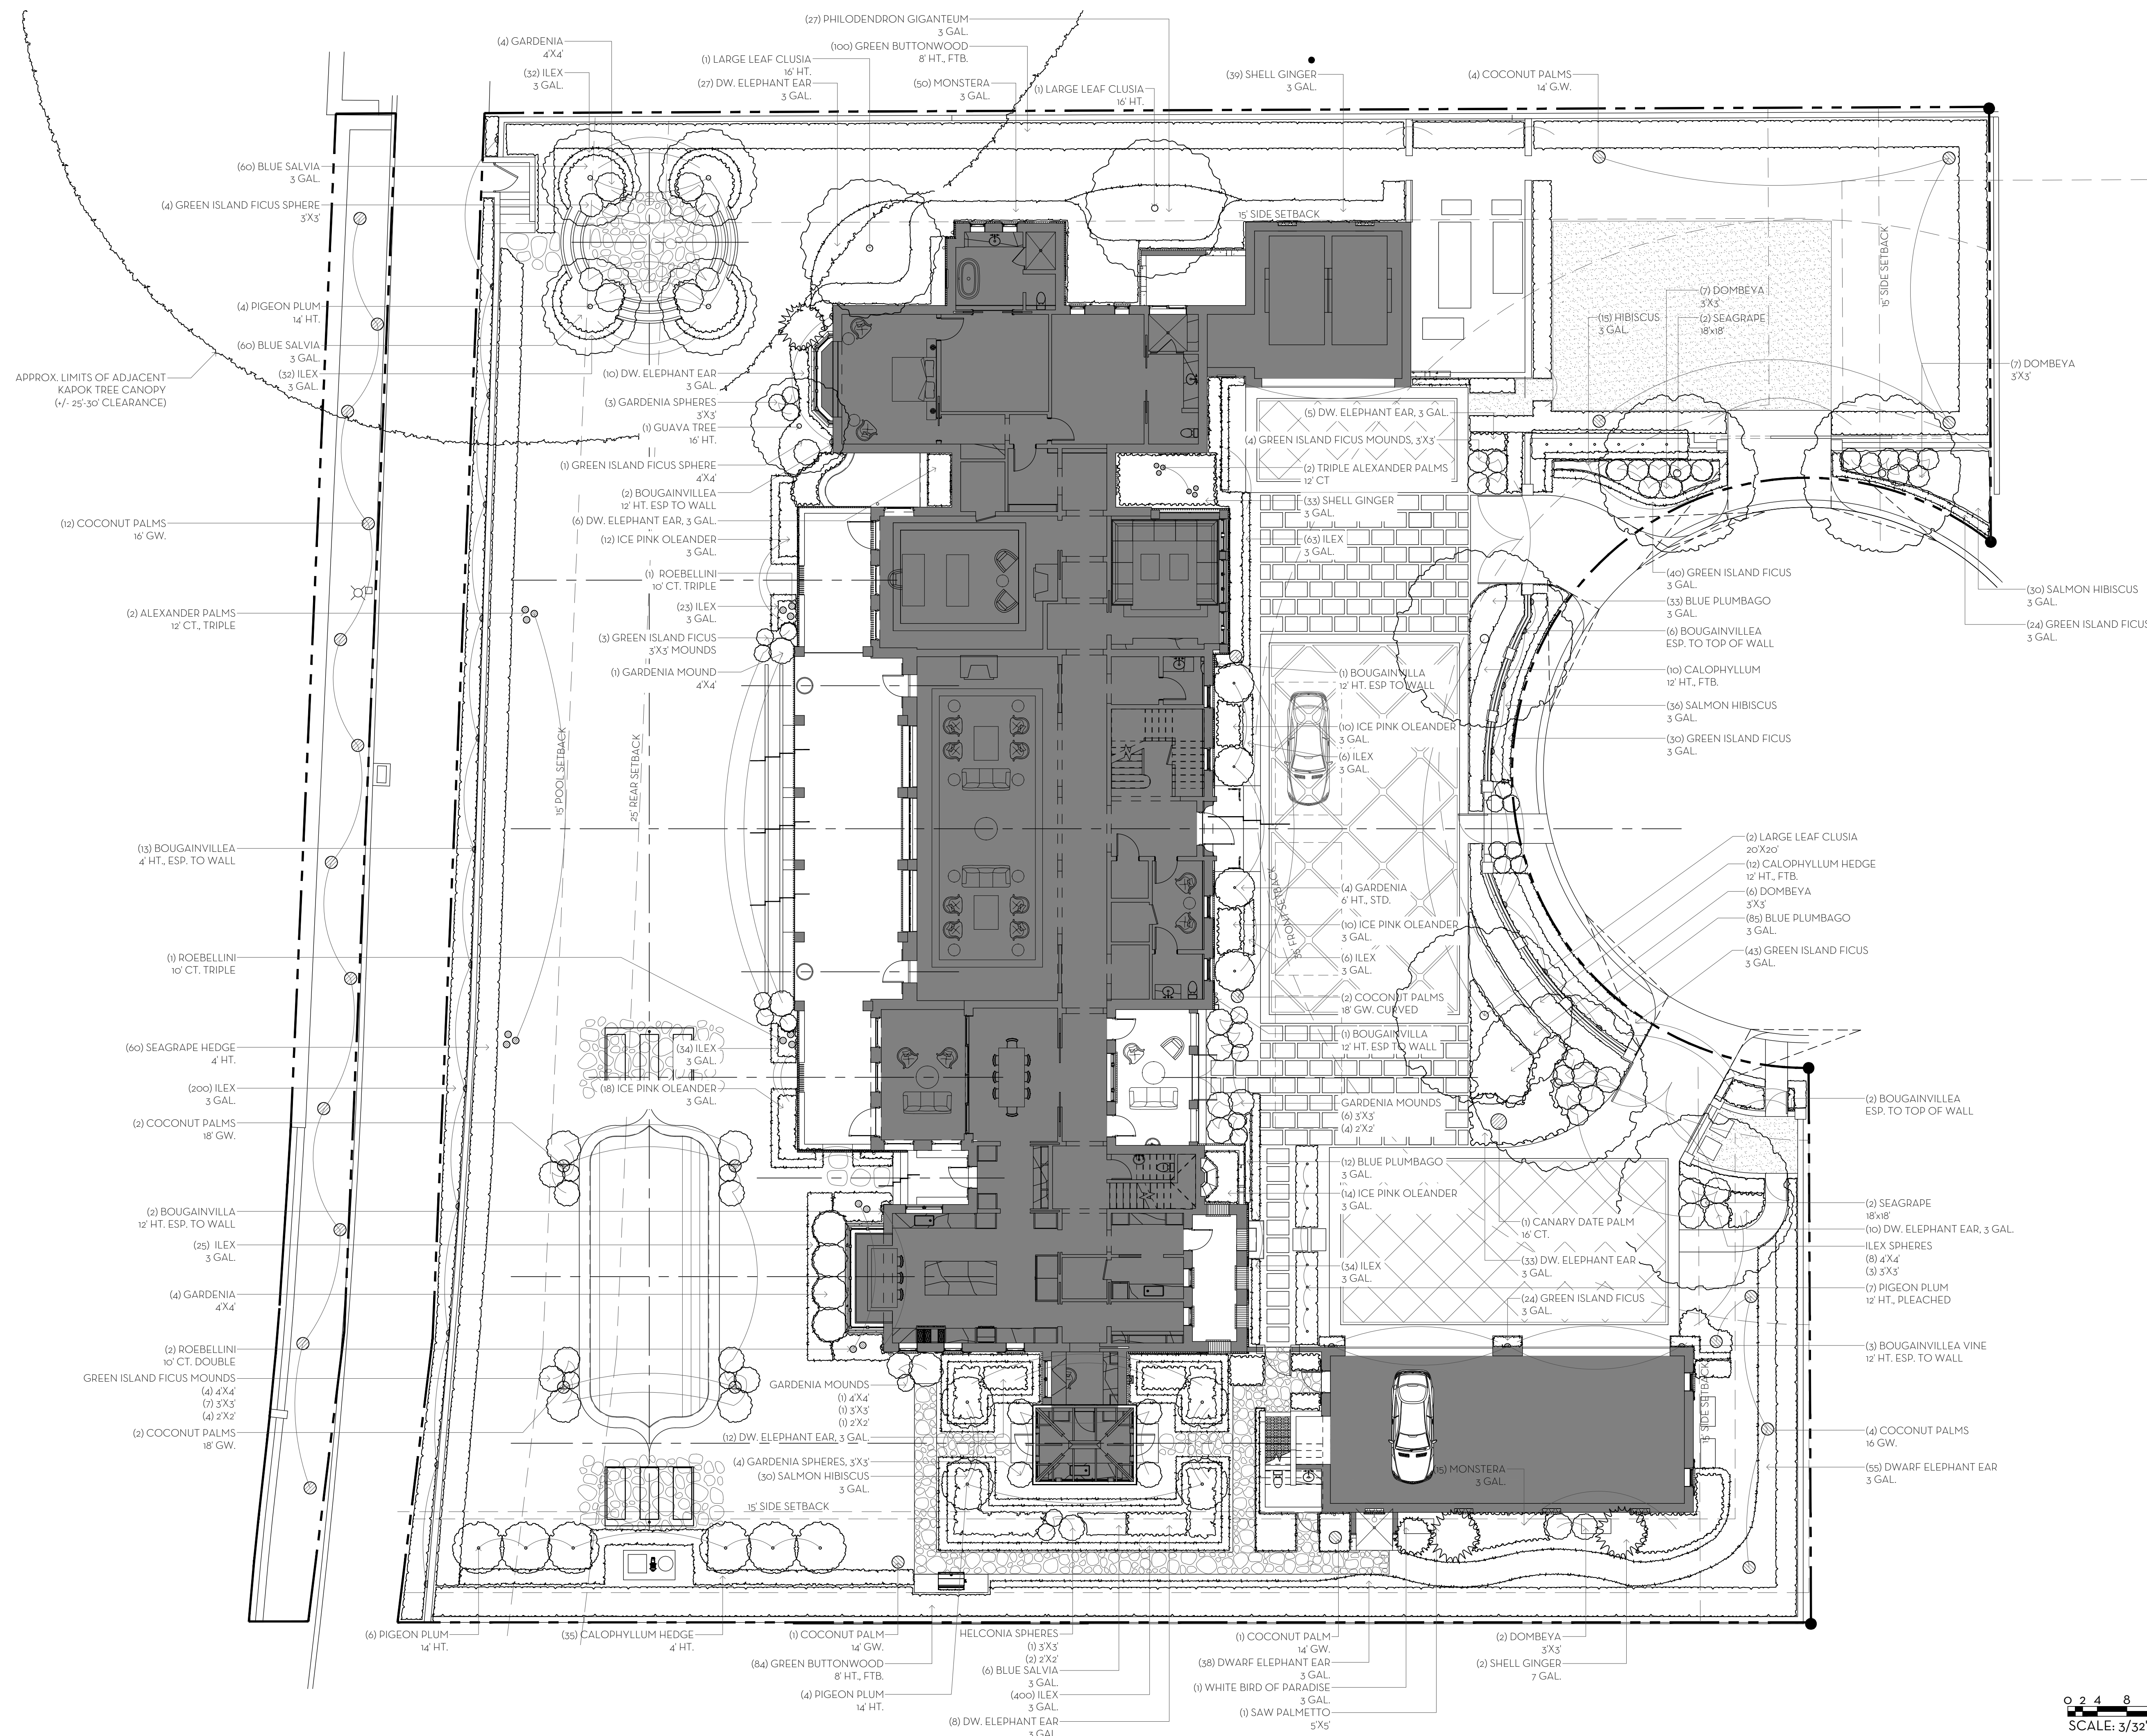 (27) PHILODENDRON GIGANTEUM
3 GAL.
(4) GARDENIA
4'X4'
(100) GREEN BUTTONWOOD
8' HT., FTB.
(1) LARGE LEAF CLUSIA
16' HT.
(32) ILEX
3 GAL.
(27) DW. ELEPHANT EAR
3 GAL.
(50) MONSTERA
3 GAL.
(1) LARGE LEAF CLUSIA
16' HT.
(39) SHELL GINGER
3 GAL.
(4) COCONUT PALMS
14' G.W.
(60) BLUE SALVIA
3 GAL.
(4) GREEN ISLAND FICUS SPHERE
3'X3'
(4) PIGEON PLUM
14' HT.
(60) BLUE SALVIA
3 GAL.
(32) ILEX
3 GAL.
APPROX. LIMITS OF ADJACENT
KAPOK TREE CANOPY
(+/- 25'-30' CLEARANCE)
(12) COCONUT PALMS
16' GW.
(2) ALEXANDER PALMS
12' CT., TRIPLE
(13) BOUGAINVILLEA
4' HT., ESP. TO WALL
(1) ROEBELLINI
10' CT. TRIPLE
(60) SEAGRAPE HEDGE
4' HT.
(200) ILEX
3 GAL.
(2) COCONUT PALMS
18' GW.
(2) BOUGAINVILLA
12' HT. ESP TO WALL
(25) ILEX
3 GAL.
(4) GARDENIA
4'X4'
(2) ROEBELLINI
10' CT. DOUBLE
GREEN ISLAND FICUS MOUNDS
(4) 4'X4'
(7) 3'X3'
(4) 2'X2'
(2) COCONUT PALMS
18' GW.
(10) DW. ELEPHANT EAR
3 GAL.
(3) GARDENIA SPHERES
3'X3'
(1) GUAVA TREE
16' HT.
(1) GREEN ISLAND FICUS SPHERE
4'X4'
(2) BOUGAINVILLEA
12' HT. ESP TO WALL
(6) DW. ELEPHANT EAR, 3 GAL.
(12) ICE PINK OLEANDER
3 GAL.
(1) ROEBELLINI
10' CT. TRIPLE
(23) ILEX
3 GAL.
(3) GREEN ISLAND FICUS
3'X3' MOUNDS
(1) GARDENIA MOUND
4'X4'
15' POOL SETBACK
25' REAR SETBACK
(34) ILEX
3 GAL.
(18) ICE PINK OLEANDER
3 GAL.
GARDENIA MOUNDS
(1) 4'X4'
(1) 3'X3'
(1) 2'X2'
(12) DW. ELEPHANT EAR, 3 GAL.
(4) GARDENIA SPHERES, 3'X3'
(30) SALMON HIBISCUS
3 GAL.
15' SIDE SETBACK
15' SIDE SETBACK
15' SIDE SETBACK
(7) DOMBEYA
3'X3'
(15) HIBISCUS
3 GAL.
(2) SEAGRAPE
18'x18'
(7) DOMBEYA
3'X3'
(5) DW. ELEPHANT EAR, 3 GAL.
(4) GREEN ISLAND FICUS MOUNDS, 3'X3'
(2) TRIPLE ALEXANDER PALMS
12' CT
(33) SHELL GINGER
3 GAL.
(63) ILEX
3 GAL.
(40) GREEN ISLAND FICUS
3 GAL.
(33) BLUE PLUMBAGO
3 GAL.
(6) BOUGAINVILLEA
ESP. TO TOP OF WALL
(10) CALOPHYLLUM
12' HT., FTB.
(36) SALMON HIBISCUS
3 GAL.
(30) GREEN ISLAND FICUS
3 GAL.
(30) SALMON HIBISCUS
3 GAL.
(24) GREEN ISLAND FICUS
3 GAL.
(1) BOUGAINVILLA
12' HT. ESP TO WALL
(10) ICE PINK OLEANDER
3 GAL.
(6) ILEX
3 GAL.
(4) GARDENIA
6' HT., STD.
(10) ICE PINK OLEANDER
3 GAL.
35' FRONT SETBACK
(6) ILEX
3 GAL.
(2) COCONUT PALMS
18' GW. CURVED
(1) BOUGAINVILLA
12' HT. ESP TO WALL
GARDENIA MOUNDS
(6) 3'X3'
(4) 2'X2'
(12) BLUE PLUMBAGO
3 GAL.
(14) ICE PINK OLEANDER
3 GAL.
(34) ILEX
3 GAL.
(2) LARGE LEAF CLUSIA
20'X20'
(12) CALOPHYLLUM HEDGE
12' HT., FTB.
(6) DOMBEYA
3'X3'
(85) BLUE PLUMBAGO
3 GAL.
(43) GREEN ISLAND FICUS
3 GAL.
(2) BOUGAINVILLEA
ESP. TO TOP OF WALL
(1) CANARY DATE PALM
16' CT.
(33) DW. ELEPHANT EAR
3 GAL.
(24) GREEN ISLAND FICUS
3 GAL.
(2) SEAGRAPE
18'x18'
(10) DW. ELEPHANT EAR, 3 GAL.
ILEX SPHERES
(8) 4'X4'
(3) 3'X3'
(7) PIGEON PLUM
12' HT., PLEACHED
(3) BOUGAINVILLEA VINE
12' HT. ESP. TO WALL
15' SIDE SETBACK
(4) COCONUT PALMS
16 GW.
(55) DWARF ELEPHANT EAR
3 GAL.
(15) MONSTERA
3 GAL.
(6) PIGEON PLUM
14' HT.
(35) CALOPHYLLUM HEDGE
4' HT.
(1) COCONUT PALM
14' GW.
(84) GREEN BUTTONWOOD
8' HT., FTB.
(4) PIGEON PLUM
14' HT.
HELCONIA SPHERES
(1) 3'X3'
(2) 2'X2'
(6) BLUE SALVIA
3 GAL.
(400) ILEX
3 GAL.
(8) DW. ELEPHANT EAR
3 GAL.
(1) COCONUT PALM
14' GW.
(38) DWARF ELEPHANT EAR
3 GAL.
(1) WHITE BIRD OF PARADISE
3 GAL.
(1) SAW PALMETTO
5'X5'
(2) DOMBEYA
3'X3'
(2) SHELL GINGER
7 GAL.
0 2 4 8
SCALE: 3/32"